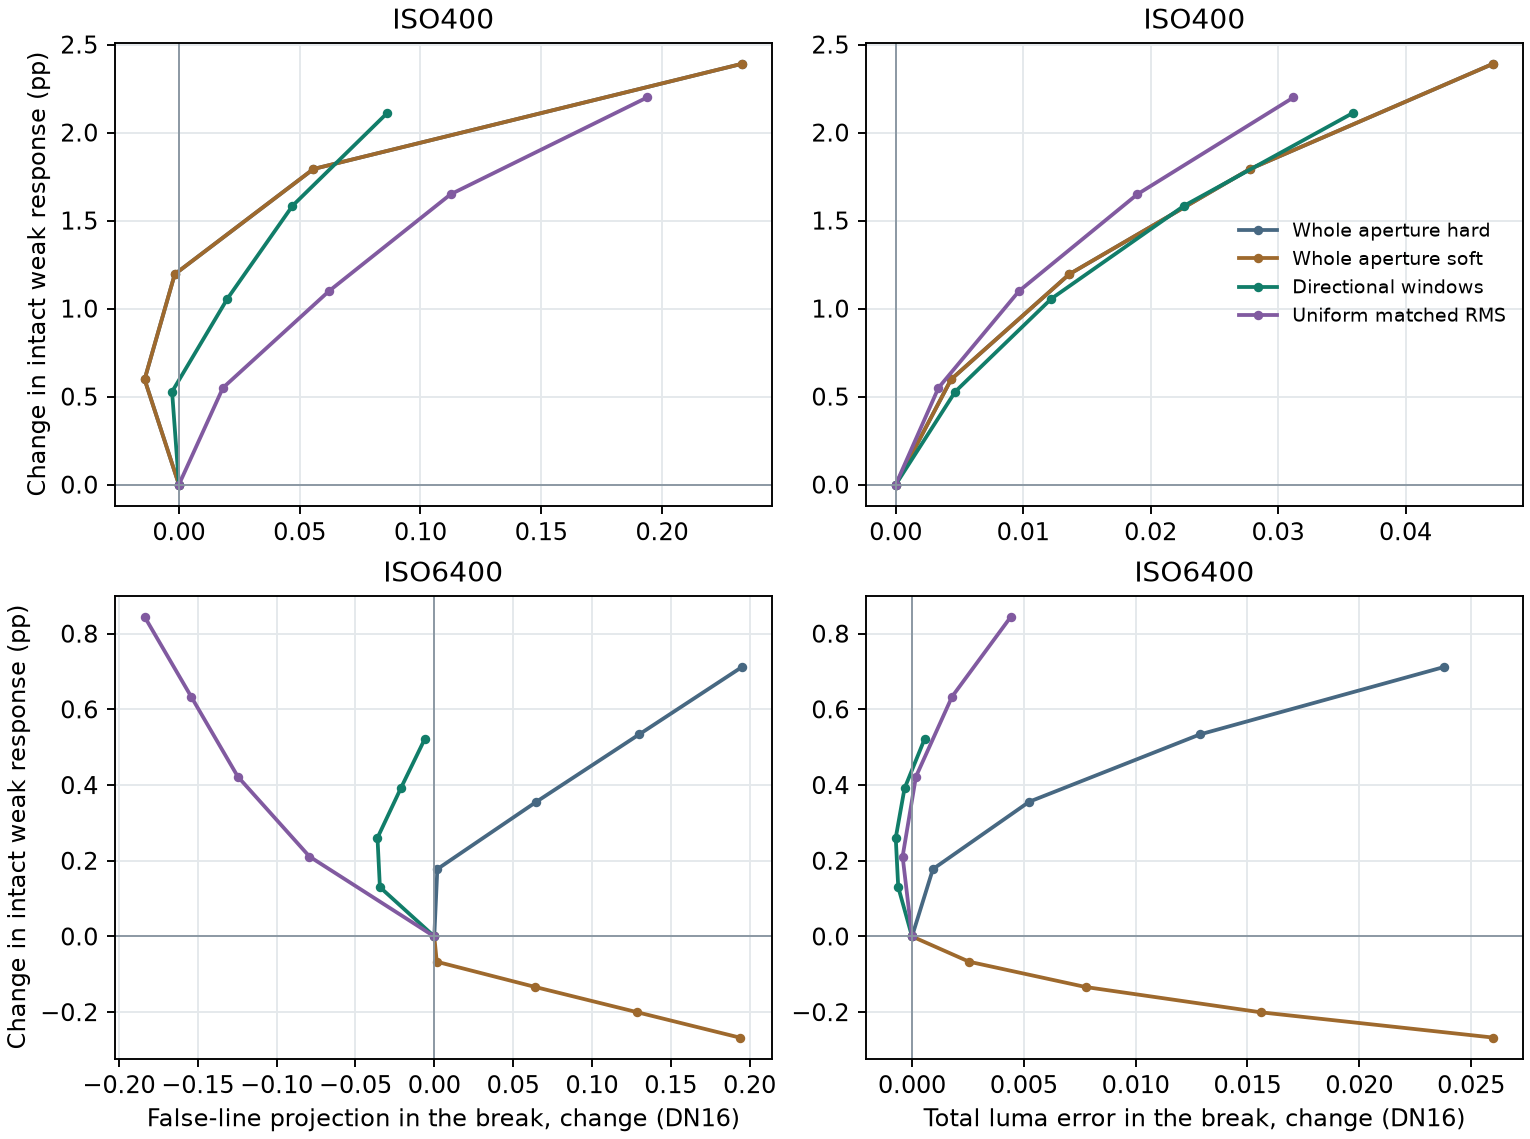 ISO400
Change in intact weak response (pp)
2.5
2.0
1.5
1.0
0.5
0.0
0.00 0.05 0.10 0.15 0.20
ISO400
2.5
2.0
1.5
1.0
0.5
0.0
0.00 0.01 0.02 0.03 0.04
Whole aperture hard
Whole aperture soft
Directional windows
Uniform matched RMS
ISO6400
Change in intact weak response (pp)
0.8
0.6
0.4
0.2
0.0
−0.2
−0.20 −0.15 −0.10 −0.05 0.00 0.05 0.10 0.15 0.20
False-line projection in the break, change (DN16)
ISO6400
0.8
0.6
0.4
0.2
0.0
−0.2
0.000 0.005 0.010 0.015 0.020 0.025
Total luma error in the break, change (DN16)